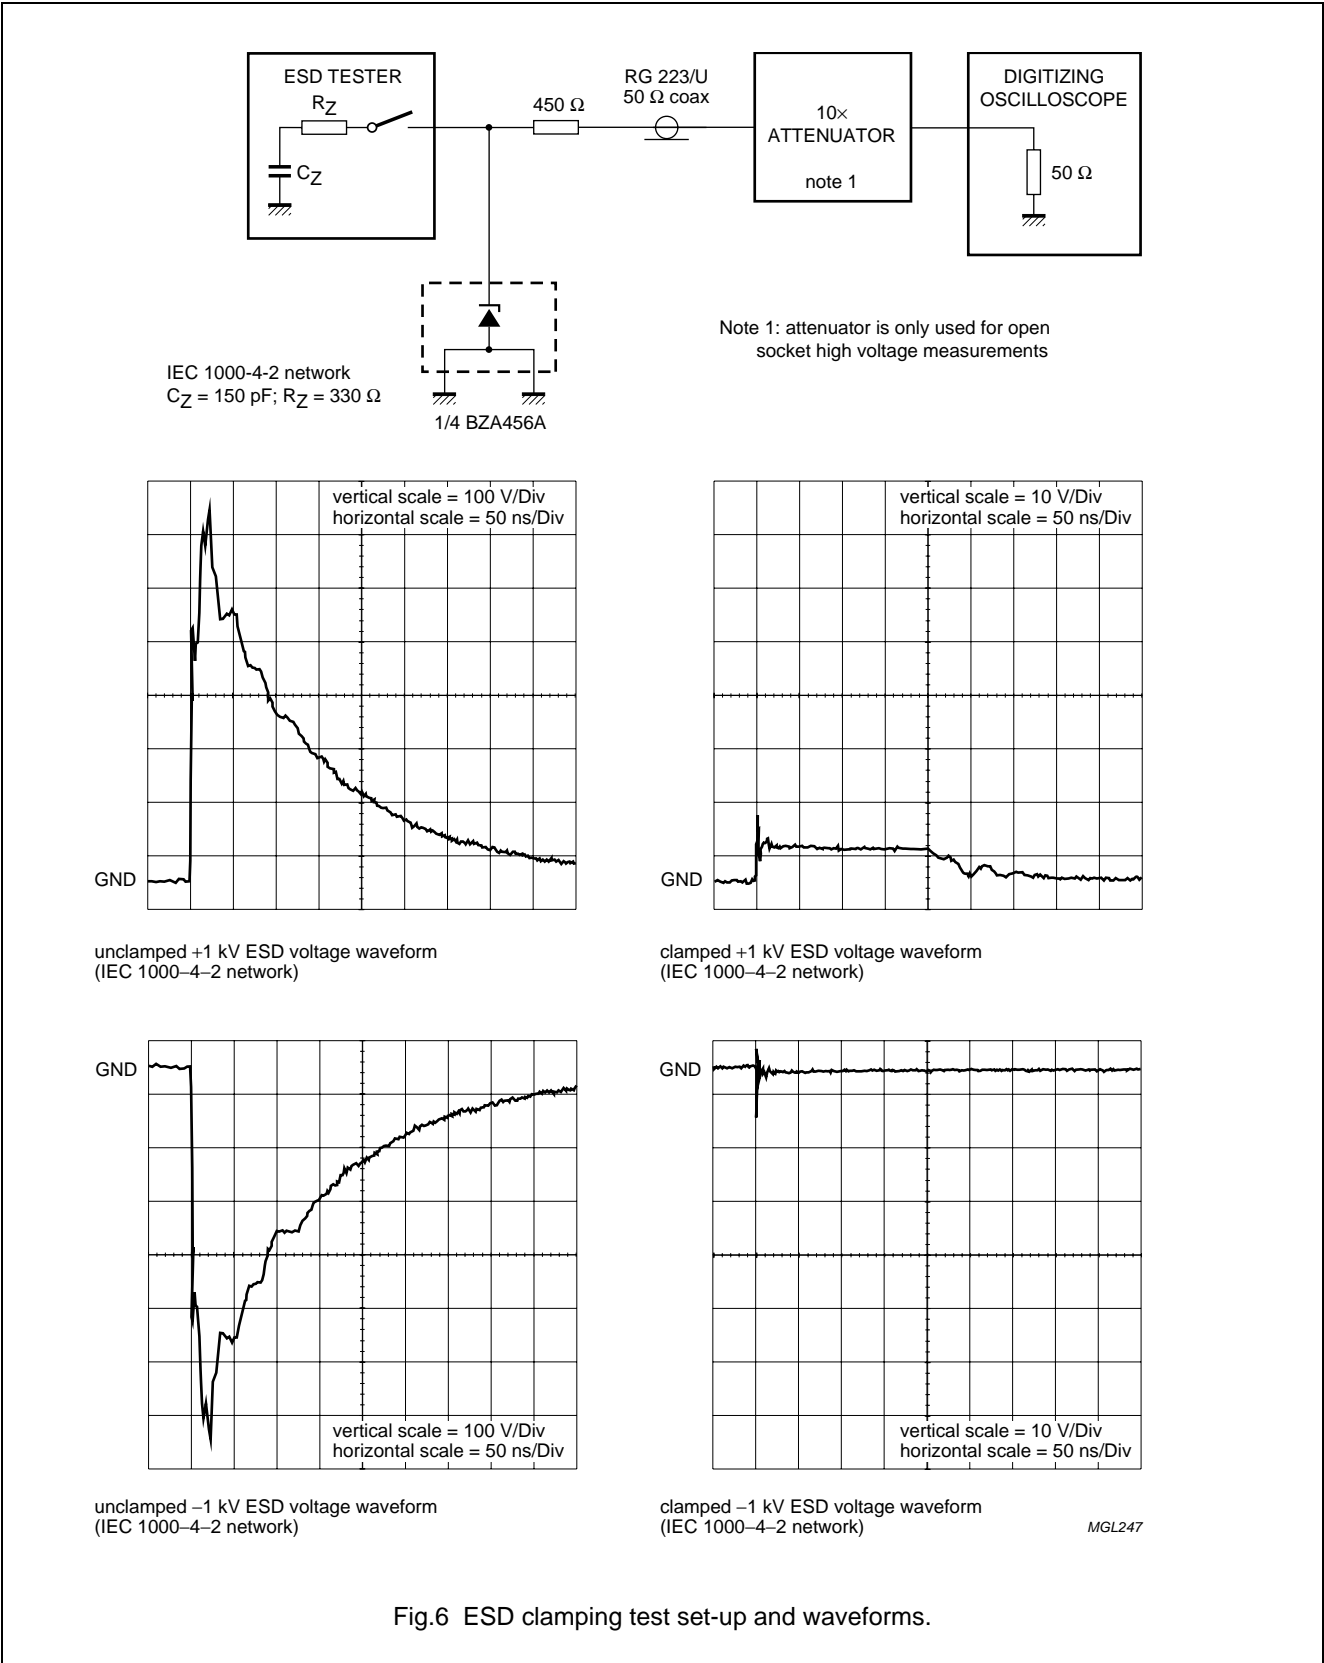 ESD TESTER
RZ
CZ
450 Ω
RG 223/U
50 Ω coax
10×
ATTENUATOR
note 1
DIGITIZING
OSCILLOSCOPE
50 Ω
IEC 1000-4-2 network
CZ = 150 pF; RZ = 330 Ω
1/4 BZA456A
Note 1: attenuator is only used for open
socket high voltage measurements
vertical scale = 100 V/Div
horizontal scale = 50 ns/Div
GND
unclamped +1 kV ESD voltage waveform
(IEC 1000−4−2 network)
vertical scale = 10 V/Div
horizontal scale = 50 ns/Div
GND
clamped +1 kV ESD voltage waveform
(IEC 1000−4−2 network)
GND
vertical scale = 100 V/Div
horizontal scale = 50 ns/Div
unclamped −1 kV ESD voltage waveform
(IEC 1000−4−2 network)
GND
vertical scale = 10 V/Div
horizontal scale = 50 ns/Div
clamped −1 kV ESD voltage waveform
(IEC 1000−4−2 network)
MGL247
Fig.6 ESD clamping test set-up and waveforms.